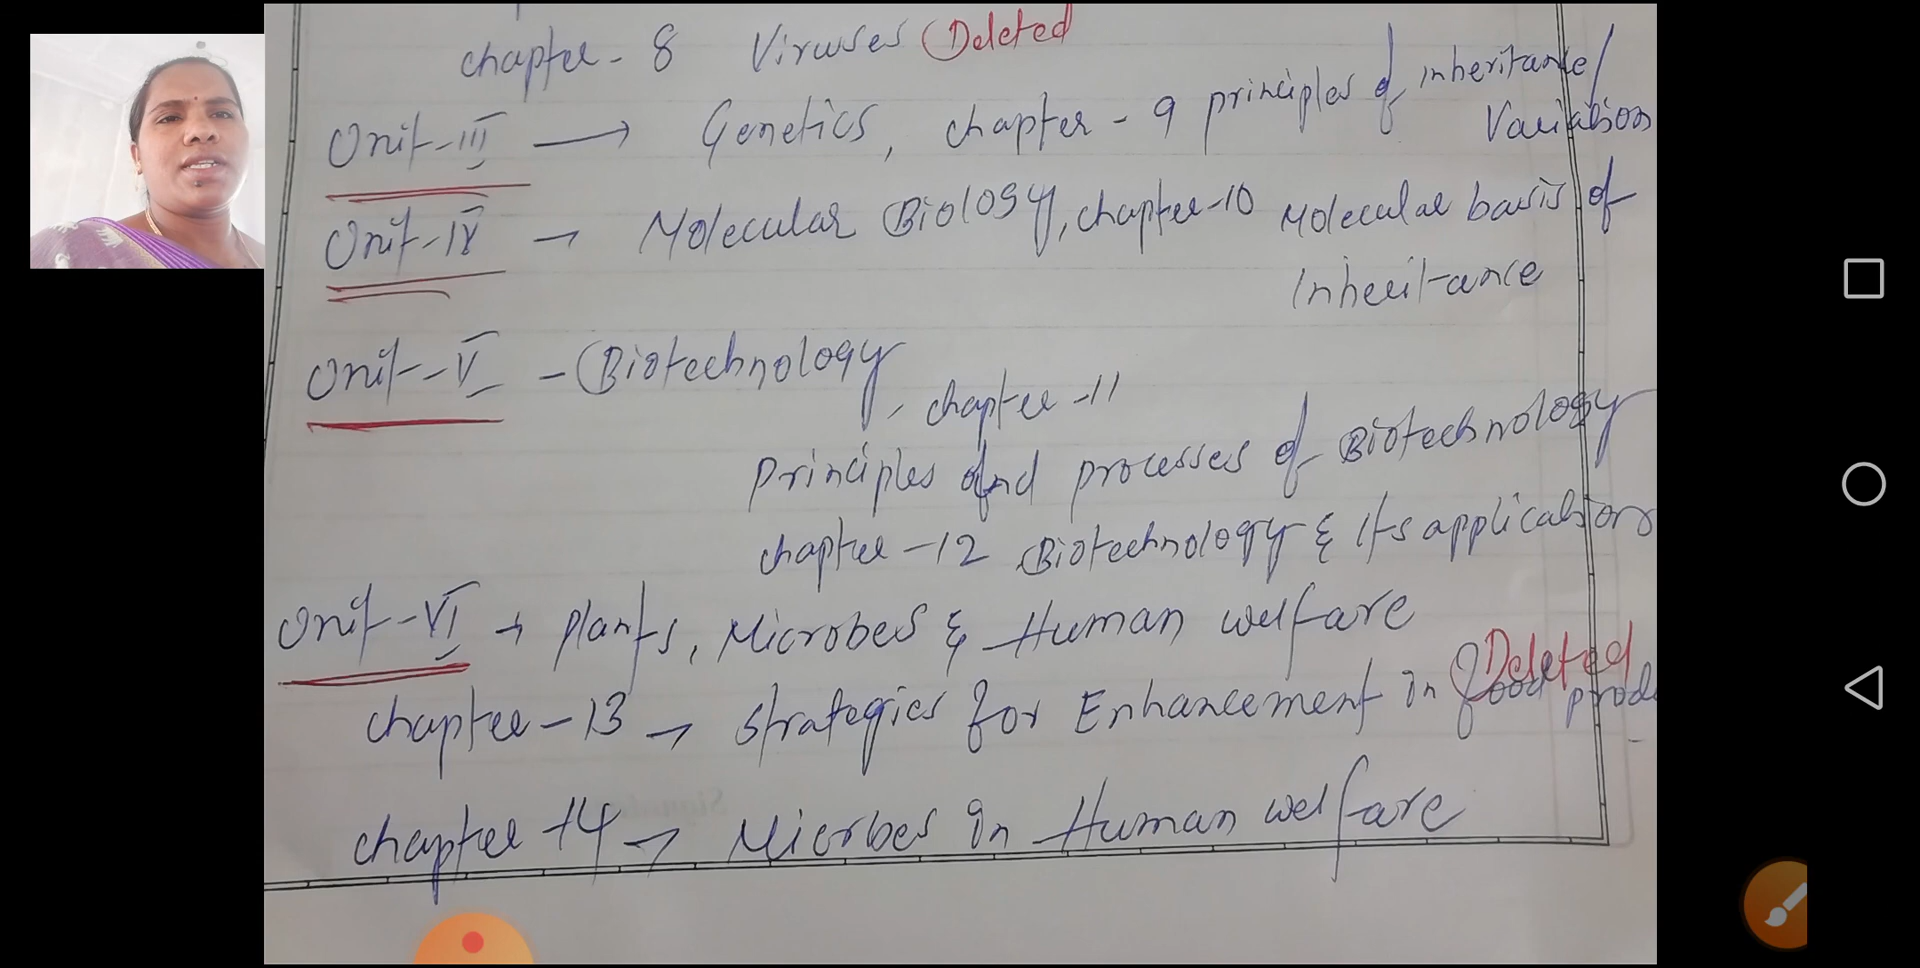 chapter - 8 Viruses (Deleted
Unit-III → Genetics, chapter - 9 principles of inheritance/
Variation
Unit-IV → Molecular Biology, chapter-10 Molecular basis of
Inheritance
Unit-V - Biotechnology, chapter-11
Principles and processes of Biotechnology
chapter-12 Biotechnology & Its applications
Unit-VI → plants, Microbes & Human welfare
Deleted
chapter-13 → Strategies for Enhancement in food prod
chapter-14 → Micrbes in Human welfare